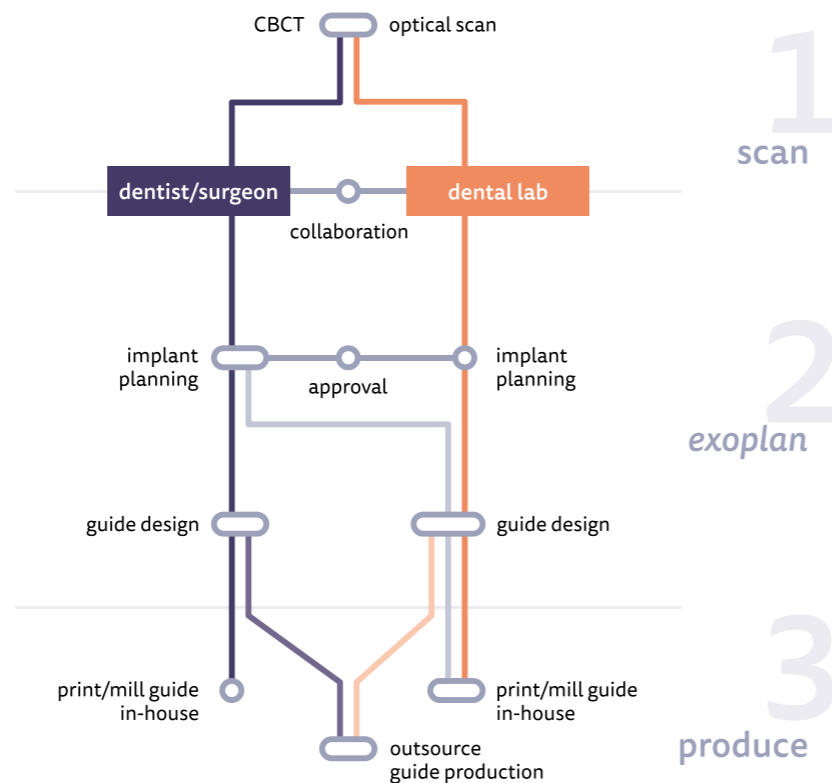 CBCT
optical scan
1
scan
dentist/surgeon
dental lab
collaboration
implant
planning
approval
implant
planning
2
exoplan
guide design
guide design
3
print/mill guide
in-house
print/mill guide
in-house
produce
outsource
guide production